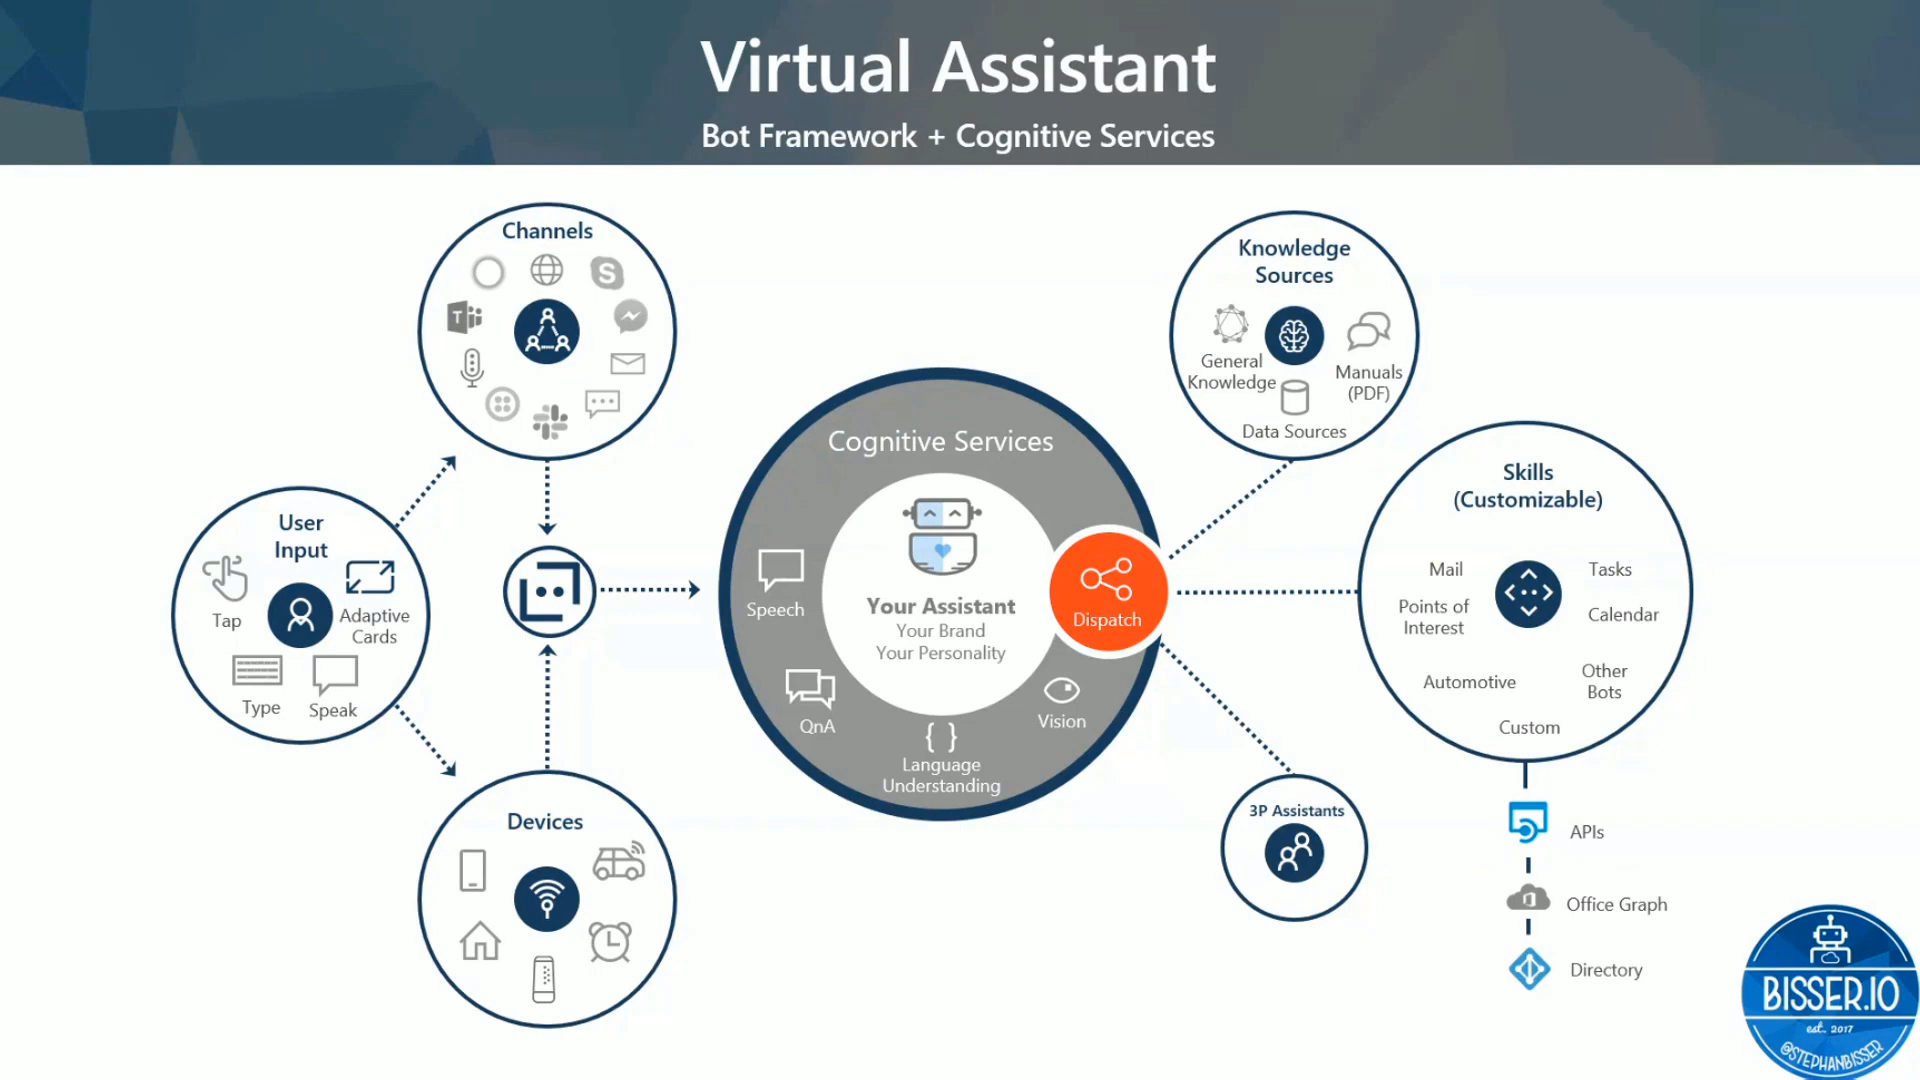 Virtual Assistant
Bot Framework + Cognitive Services
Channels
T
S
User
Input
Tap
Adaptive
Cards
Type
Speak
Devices
Cognitive Services
Your Assistant
Your Brand
Your Personality
Speech
QnA
Language
Understanding
Vision
Dispatch
Knowledge
Sources
General
Knowledge
Manuals
(PDF)
Data Sources
Skills
(Customizable)
Mail
Tasks
Points of
Interest
Calendar
Automotive
Other
Bots
Custom
3P Assistants
APIs
Office Graph
Directory
BISSER.IO
est. 2017
@STEPHANBISSER